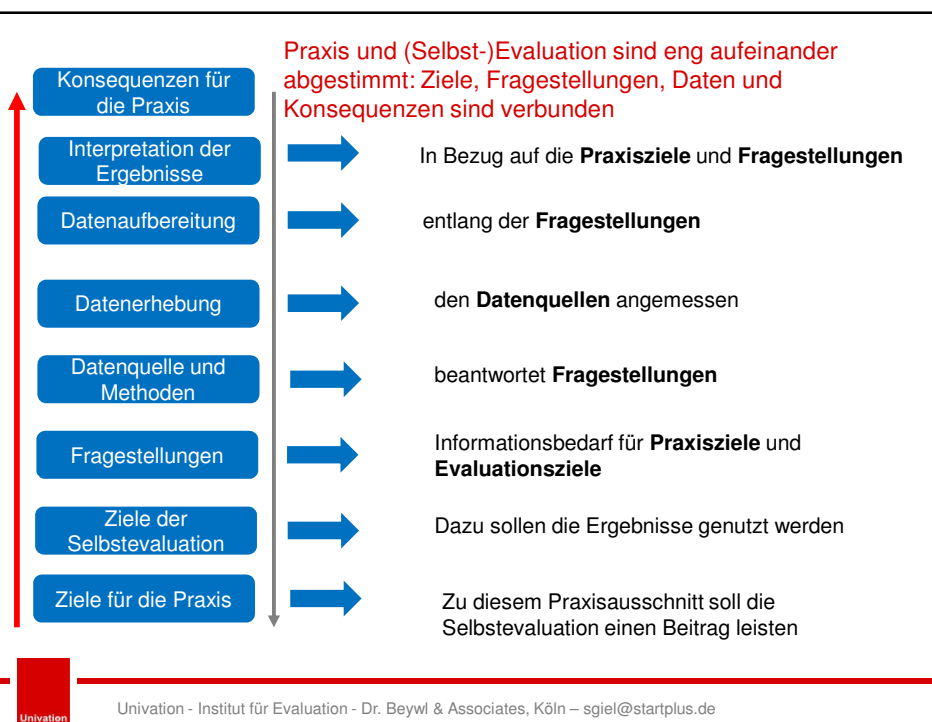 Praxis und (Selbst-)Evaluation sind eng aufeinander
abgestimmt: Ziele, Fragestellungen, Daten und
Konsequenzen sind verbunden
Konsequenzen für
die Praxis
Interpretation der
Ergebnisse
In Bezug auf die Praxisziele und Fragestellungen
Datenaufbereitung
entlang der Fragestellungen
Datenerhebung
den Datenquellen angemessen
Datenquelle und
Methoden
beantwortet Fragestellungen
Fragestellungen
Informationsbedarf für Praxisziele und
Evaluationsziele
Ziele der
Selbstevaluation
Dazu sollen die Ergebnisse genutzt werden
Ziele für die Praxis
Zu diesem Praxisausschnitt soll die
Selbstevaluation einen Beitrag leisten
Univation
Univation - Institut für Evaluation - Dr. Beywl & Associates, Köln – sgiel@startplus.de